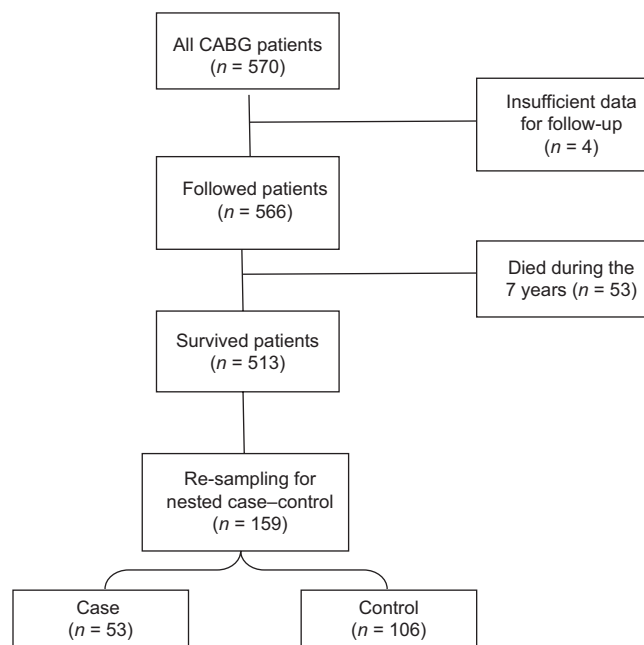 All CABG patients
(n = 570)
Insufficient data
for follow-up
(n = 4)
Followed patients
(n = 566)
Died during the
7 years (n = 53)
Survived patients
(n = 513)
Re-sampling for
nested case–control
(n = 159)
Case
(n = 53)
Control
(n = 106)